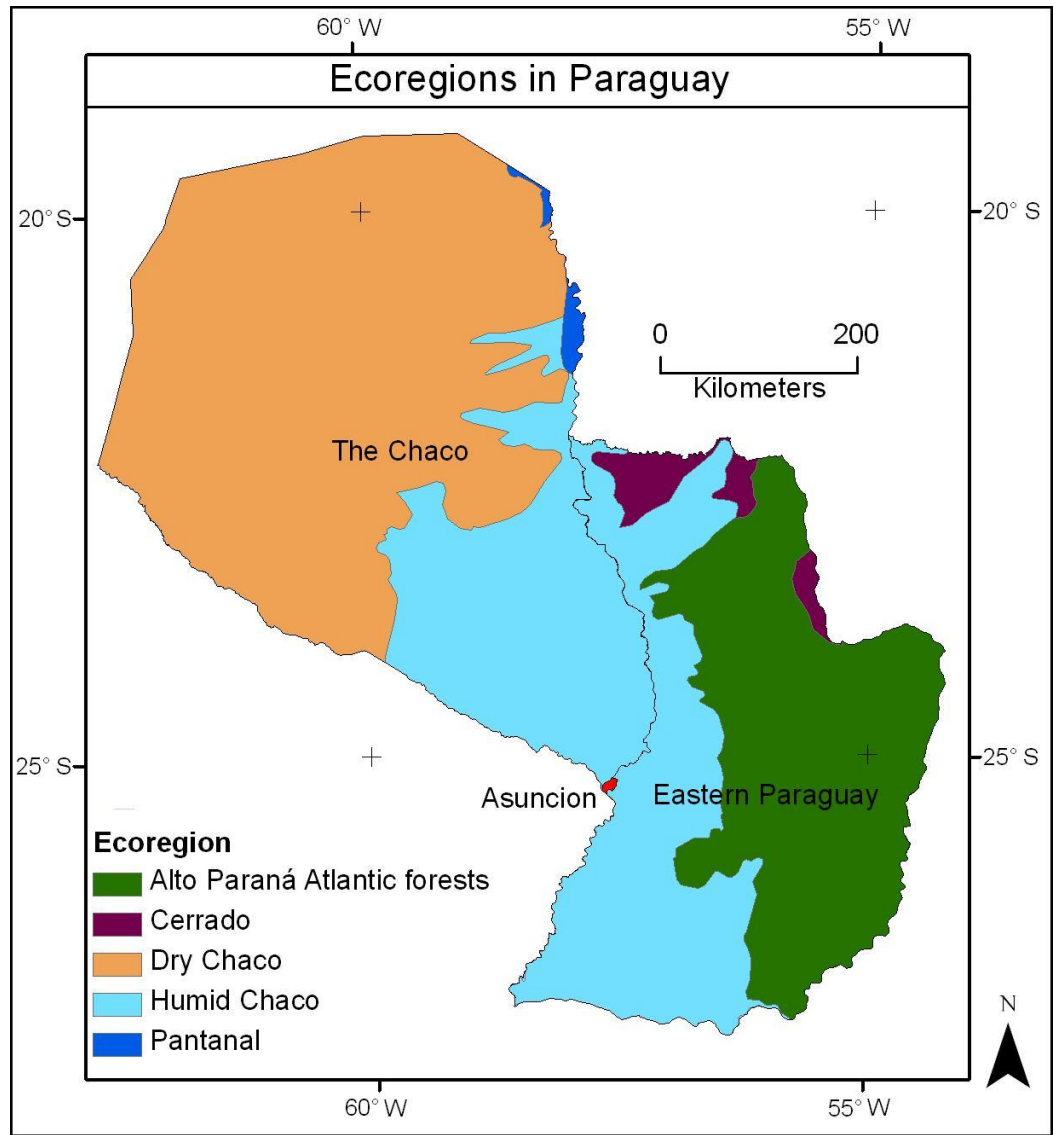 60° W 55° W
Ecoregions in Paraguay
20° S 20° S
0 200
Kilometers
The Chaco
25° S 25° S
Asuncion Eastern Paraguay
Ecoregion
Alto Paraná Atlantic forests
Cerrado
Dry Chaco
Humid Chaco
Pantanal
N
60° W 55° W